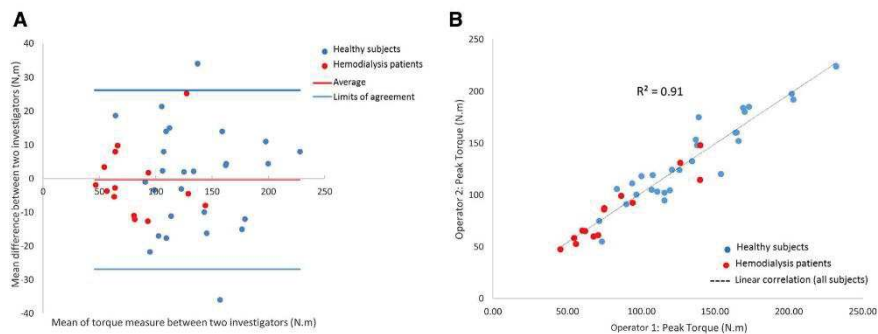 A
Mean difference between two investigators (N,m)
40
30
20
10
0
-10
-20
-30
-40
0
50
100
150
200
250
Healthy subjects
Hemodialysis patients
Average
Limits of agreement
Mean of torque measure between two investigators (N.m)
B
Operator 2: Peak Torque (N.m)
250
200
150
100
50
0.00
0.00
50.00
100.00
150.00
200.00
250.00
R² = 0.91
Healthy subjects
Hemodialysis patients
Linear correlation (all subjects)
Operator 1: Peak Torque (N.m)